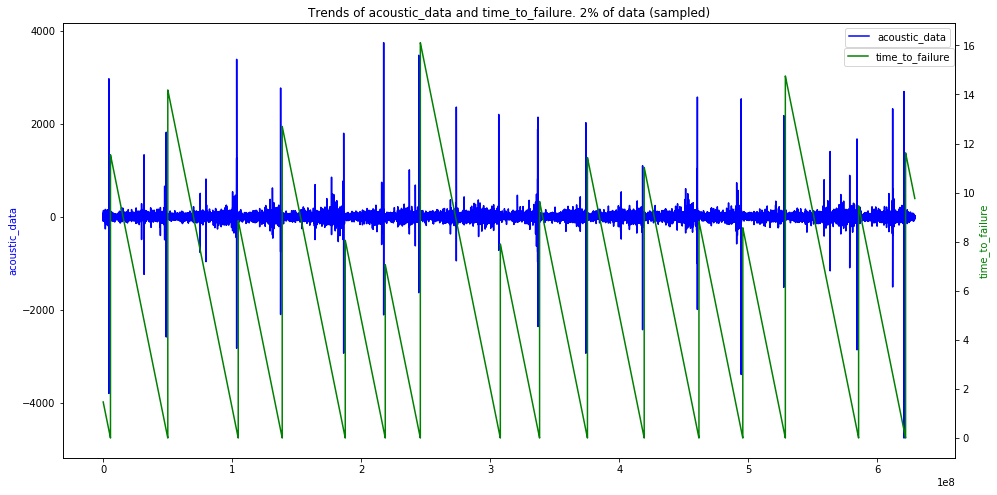 Trends of acoustic_data and time_to_failure. 2% of data (sampled)
acoustic_data
time_to_failure
4000
2000
0
−2000
−4000
acoustic_data
16
14
12
10
8
6
4
2
0
time_to_failure
0 1 2 3 4 5 6
1e8